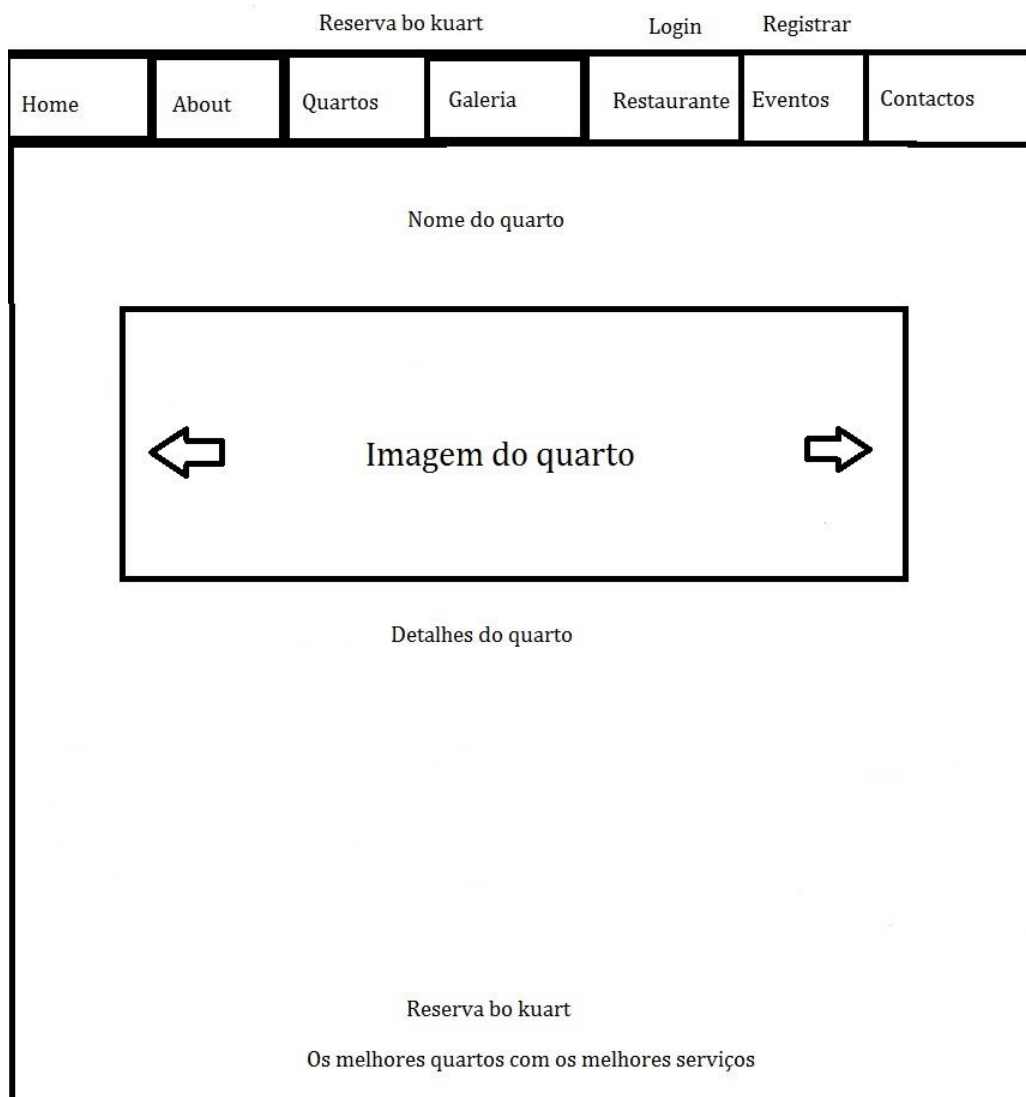 Reserva bo kuart Login Registrar
Home About Quartos Galeria Restaurante Eventos Contactos
Nome do quarto
Imagem do quarto
Detalhes do quarto
Reserva bo kuart
Os melhores quartos com os melhores serviços